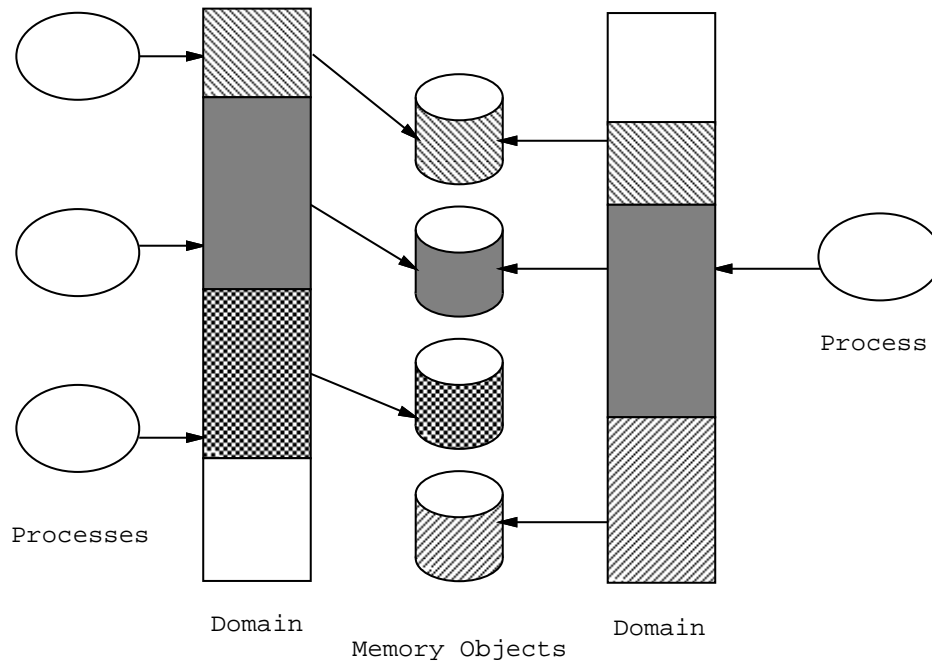 Process
Processes
Domain
Domain
Memory Objects